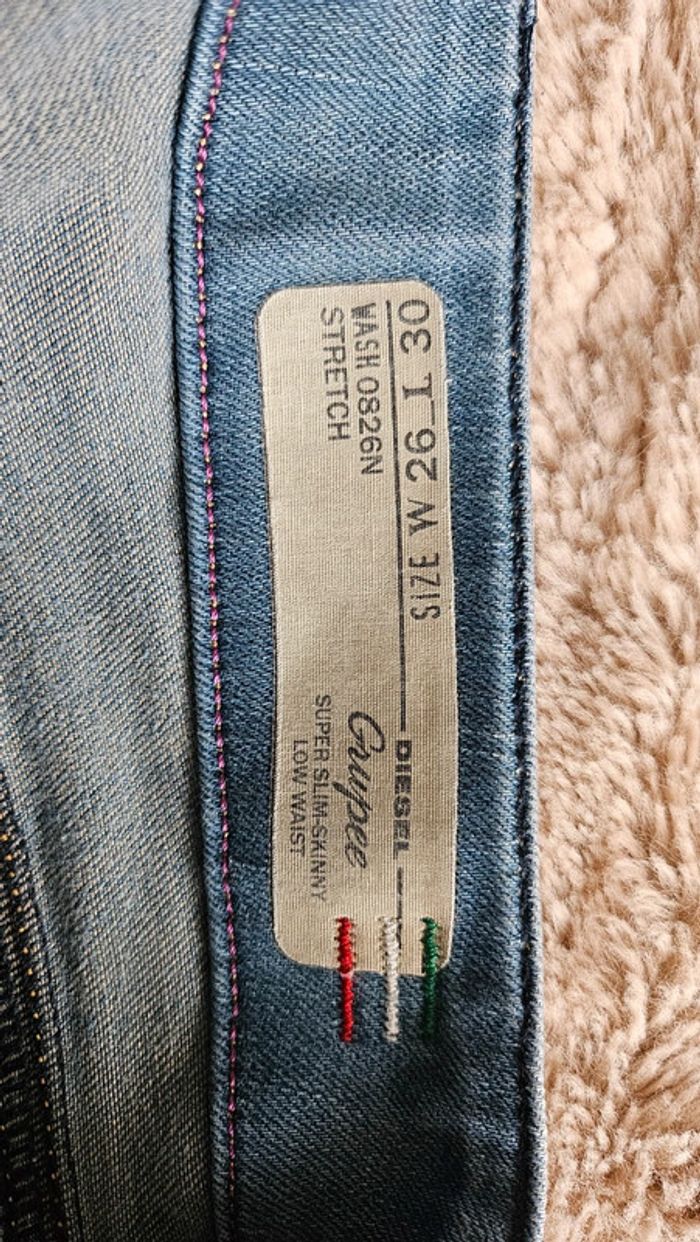 DIESEL
Grupee
SUPER SLIM-SKINNY
LOW WAIST
SIZE W 26 L 30
WASH 0826N
STRETCH